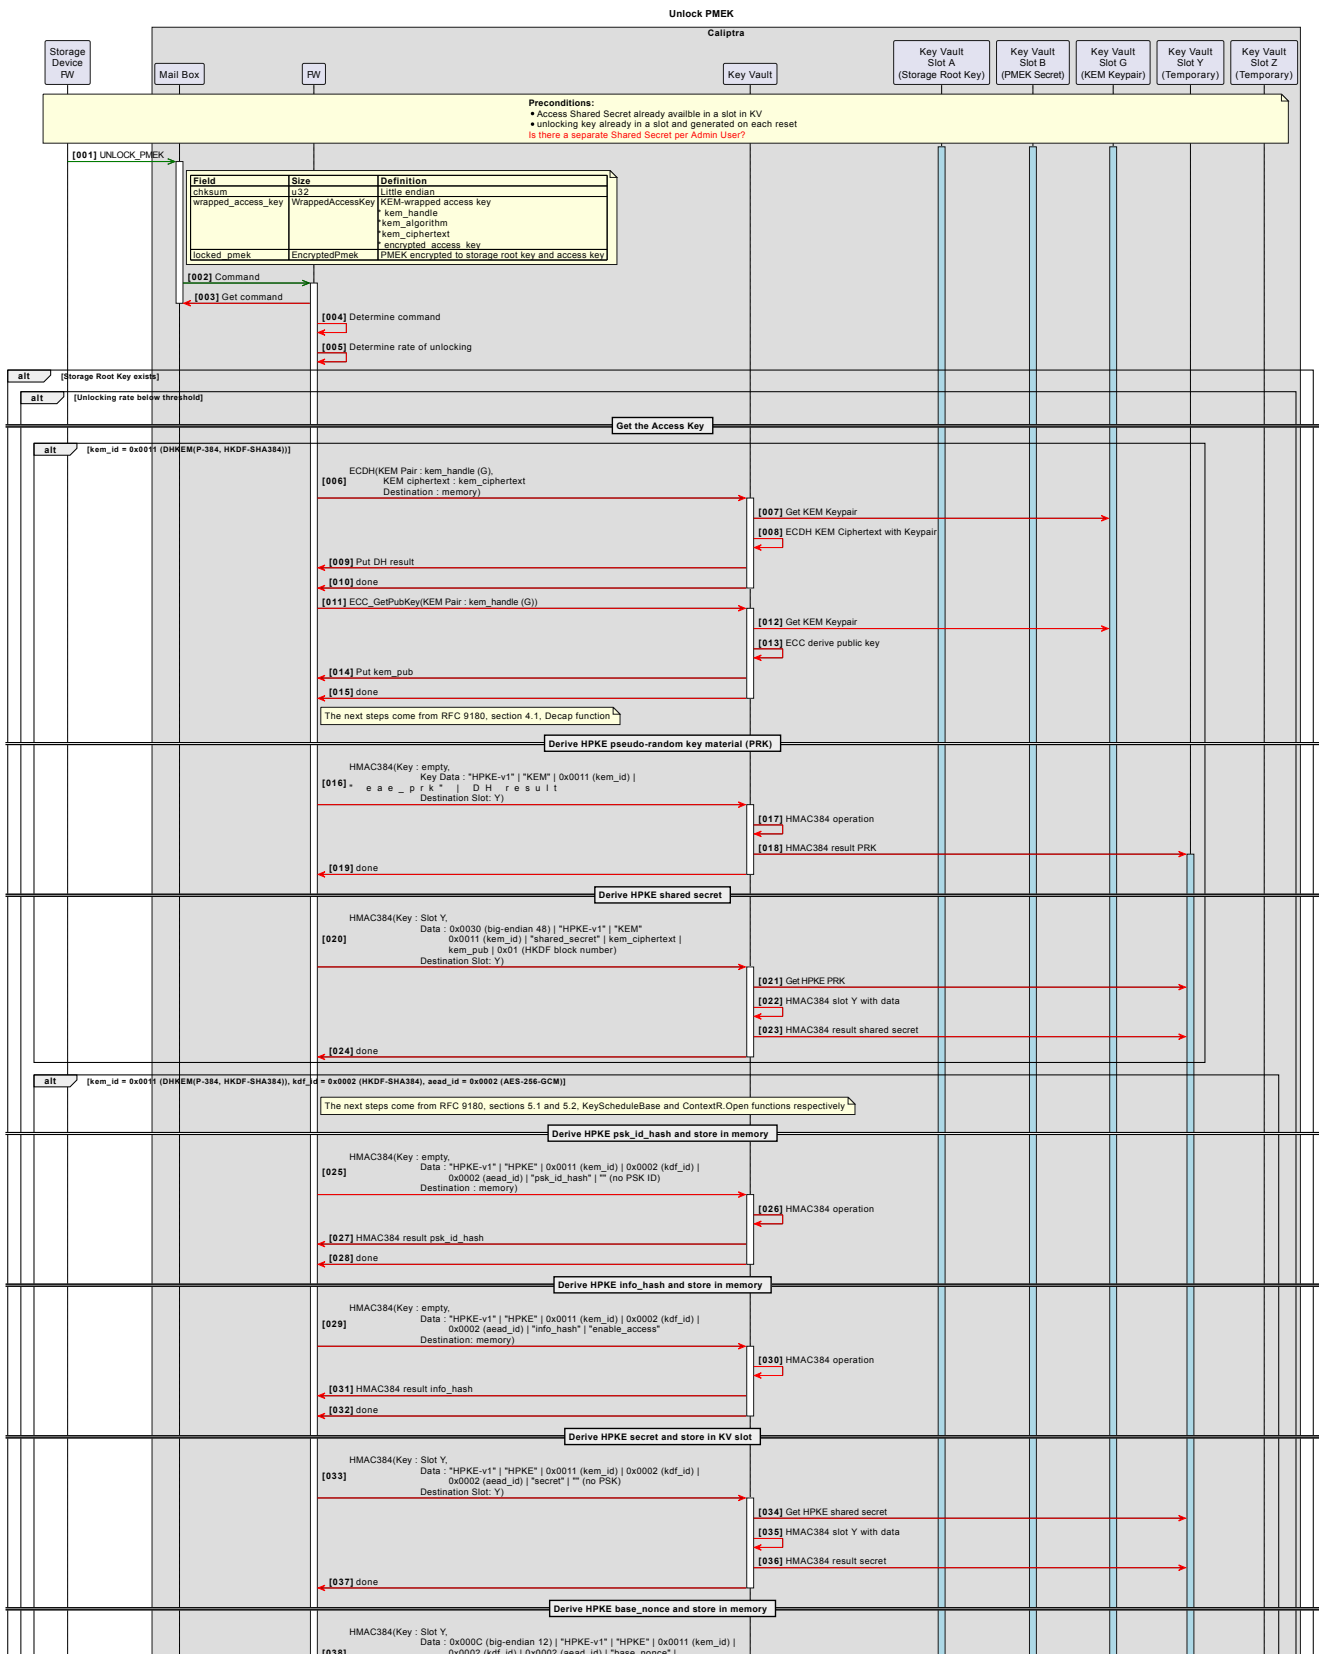 Unlock PMEK
Caliptra
Storage
Device
FW
Mail Box
FW
Key Vault
Key Vault
Slot A
(Storage Root Key)
Key Vault
Slot B
(PMEK Secret)
Key Vault
Slot G
(KEM Keypair)
Key Vault
Slot Y
(Temporary)
Key Vault
Slot Z
(Temporary)
Preconditions:
• Access Shared Secret already availble in a slot in KV
• unlocking key already in a slot and generated on each reset
Is there a separate Shared Secret per Admin User?
[001] UNLOCK_PMEK
Field Size Definition
chksum u32 Little endian
wrapped_access_key WrappedAccessKey KEM-wrapped access key
* kem_handle
*kem_algorithm
*kem_ciphertext
* encrypted_access_key
locked_pmek EncryptedPmek PMEK encrypted to storage root key and access key
[002] Command
[003] Get command
[004] Determine command
[005] Determine rate of unlocking
alt [Storage Root Key exists]
alt [Unlocking rate below threshold]
Get the Access Key
alt [kem_id = 0x0011 (DHKEM(P-384, HKDF-SHA384))]
ECDH(KEM Pair : kem_handle (G),
[006] KEM ciphertext : kem_ciphertext
Destination : memory)
[007] Get KEM Keypair
[008] ECDH KEM Ciphertext with Keypair
[009] Put DH result
[010] done
[011] ECC_GetPubKey(KEM Pair : kem_handle (G))
[012] Get KEM Keypair
[013] ECC derive public key
[014] Put kem_pub
[015] done
The next steps come from RFC 9180, section 4.1, Decap function
Derive HPKE pseudo-random key material (PRK)
HMAC384(Key : empty,
Key Data : "HPKE-v1" | "KEM" | 0x0011 (kem_id) |
[016] " e a e _ p r k " | D H r e s u l t
Destination Slot: Y)
[017] HMAC384 operation
[018] HMAC384 result PRK
[019] done
Derive HPKE shared secret
HMAC384(Key : Slot Y,
Data : 0x0030 (big-endian 48) | "HPKE-v1" | "KEM"
[020] 0x0011 (kem_id) | "shared_secret" | kem_ciphertext |
kem_pub | 0x01 (HKDF block number)
Destination Slot: Y)
[021] Get HPKE PRK
[022] HMAC384 slot Y with data
[023] HMAC384 result shared secret
[024] done
alt [kem_id = 0x0011 (DHKEM(P-384, HKDF-SHA384)), kdf_id = 0x0002 (HKDF-SHA384), aead_id = 0x0002 (AES-256-GCM)]
The next steps come from RFC 9180, sections 5.1 and 5.2, KeyScheduleBase and ContextR.Open functions respectively
Derive HPKE psk_id_hash and store in memory
HMAC384(Key : empty,
Data : "HPKE-v1" | "HPKE" | 0x0011 (kem_id) | 0x0002 (kdf_id) |
[025] 0x0002 (aead_id) | "psk_id_hash" | "" (no PSK ID)
Destination : memory)
[026] HMAC384 operation
[027] HMAC384 result psk_id_hash
[028] done
Derive HPKE info_hash and store in memory
HMAC384(Key : empty,
Data : "HPKE-v1" | "HPKE" | 0x0011 (kem_id) | 0x0002 (kdf_id) |
[029] 0x0002 (aead_id) | "info_hash" | "enable_access"
Destination: memory)
[030] HMAC384 operation
[031] HMAC384 result info_hash
[032] done
Derive HPKE secret and store in KV slot
HMAC384(Key : Slot Y,
Data : "HPKE-v1" | "HPKE" | 0x0011 (kem_id) | 0x0002 (kdf_id) |
[033] 0x0002 (aead_id) | "secret" | "" (no PSK)
Destination Slot: Y)
[034] Get HPKE shared secret
[035] HMAC384 slot Y with data
[036] HMAC384 result secret
[037] done
Derive HPKE base_nonce and store in memory
HMAC384(Key : Slot Y,
Data : 0x000C (big-endian 12) | "HPKE-v1" | "HPKE" | 0x0011 (kem_id) |
[038] 0x0002 (kdf_id) | 0x0002 (aead_id) | "base_nonce" |